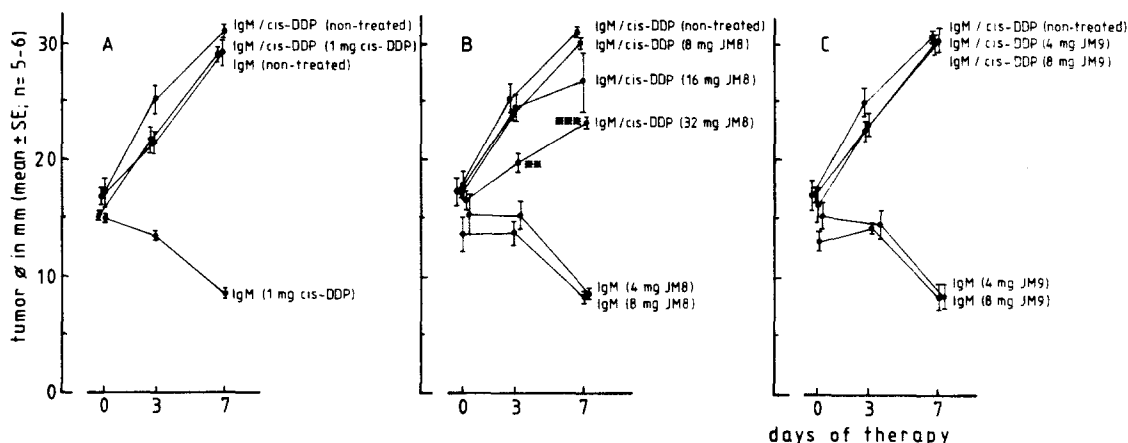 tumor ø in mm (mean ± SE; n = 5-6)
30
20
10
0
A
IgM / cis-DDP (non-treated)
IgM / cis-DDP (1 mg cis-DDP)
IgM (non-treated)
IgM (1 mg cis-DDP)
0 3 7
B
IgM / cis-DDP (non-treated)
IgM/cis-DDP (8 mg JM8)
IgM/cis-DDP (16 mg JM8)
*** IgM/cis-DDP (32 mg JM8)
**
IgM (4 mg JM8)
IgM (8 mg JM8)
0 3 7
C
IgM / cis-DDP (non-treated)
IgM / cis-DDP (4 mg JM9)
IgM / cis-DDP (8 mg JM9)
IgM (4 mg JM9)
IgM (8 mg JM9)
0 3 7
days of therapy